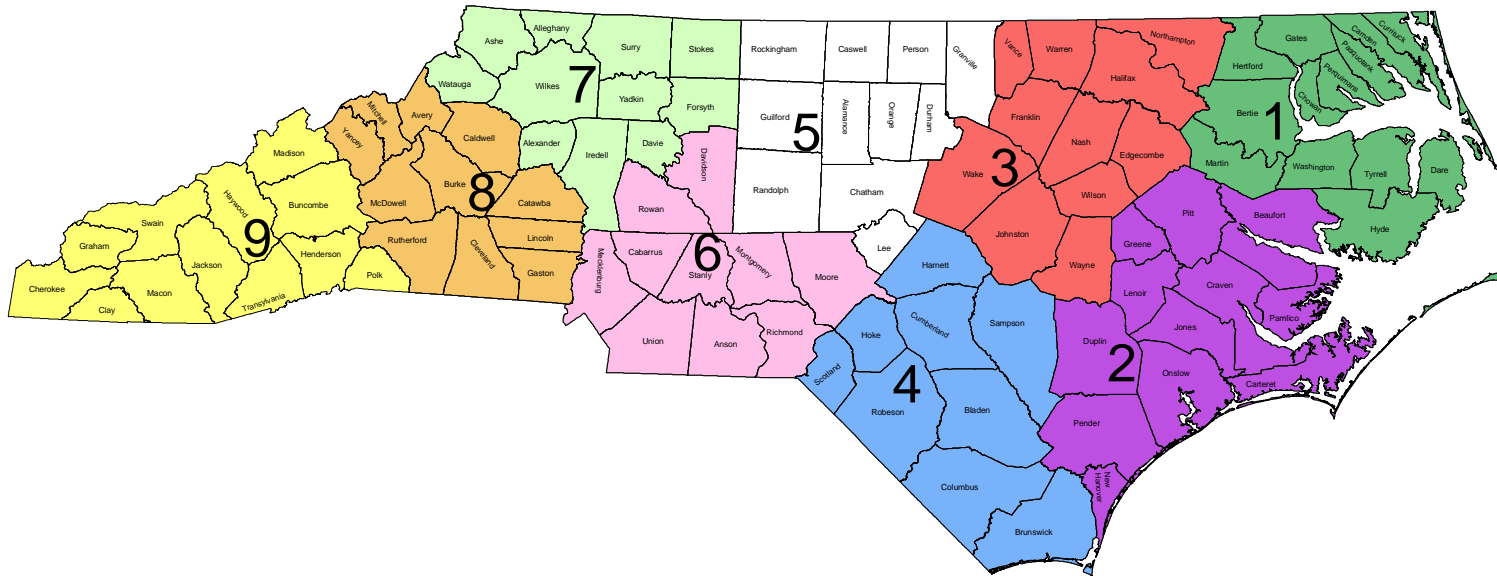 Ashe
Alleghany
Surry
Stokes
Rockingham
Caswell
Person
Granville
Vance
Warren
Northampton
Gates
Camden
Currituck
Pasquotank
Perquimans
Hertford
Halifax
Watauga
Wilkes
7
Yadkin
Forsyth
Guilford
5
Alamance
Orange
Durham
Franklin
Nash
Edgecombe
Bertie
1
Chowan
Mitchell
Avery
Yancey
Caldwell
Alexander
Iredell
Davie
Davidson
Madison
Burke
8
Catawba
McDowell
Rowan
Randolph
Chatham
Wake
3
Wilson
Martin
Washington
Tyrrell
Dare
Haywood
Buncombe
Swain
9
Graham
Jackson
Henderson
Polk
Rutherford
Cleveland
Lincoln
Gaston
Mecklenburg
Cabarrus
6
Stanly
Montgomery
Moore
Lee
Harnett
Johnston
Wayne
Greene
Pitt
Beaufort
Hyde
Cherokee
Clay
Macon
Transylvania
Union
Anson
Richmond
Scotland
Hoke
Cumberland
Sampson
Lenoir
Craven
Pamlico
Jones
Duplin
2
Onslow
Carteret
4
Robeson
Bladen
Pender
Columbus
New
Hanover
Brunswick